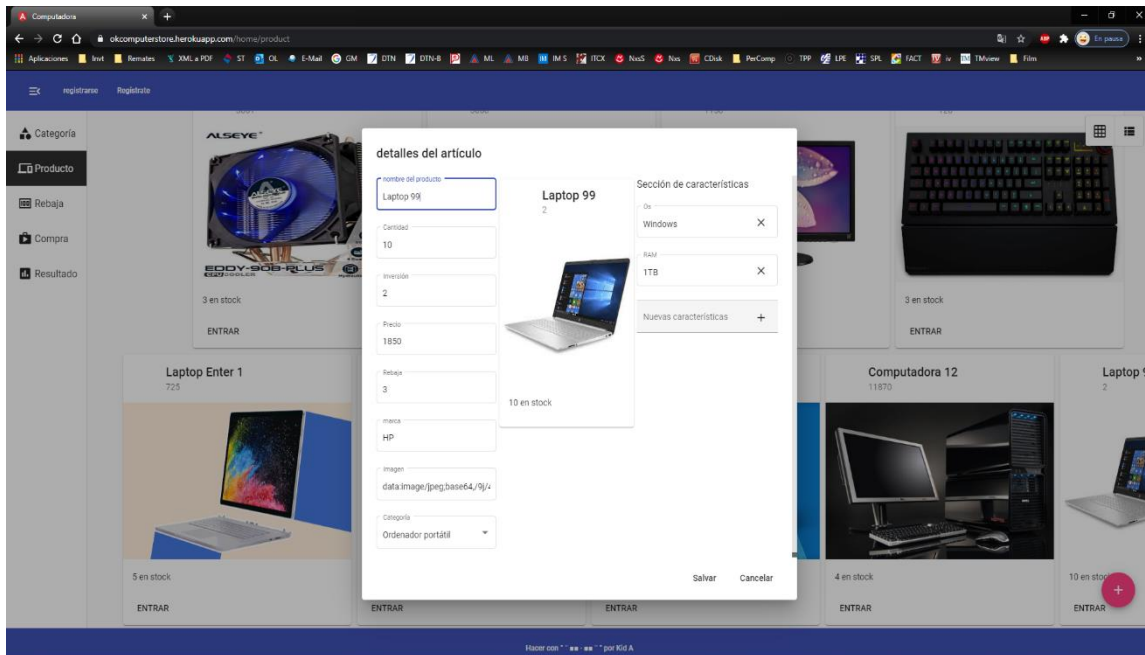 Computadora
okcomputerstore.herokuapp.com/home/product
En pausa
Aplicaciones Invt Remates XML a PDF ST OL E-Mail GM DTN DTN-B ML MB IM S ITCX NxsS Nxs CDisk PerComp TPP LPE SPL FACT iv TMview Film
registrarse Registrate
Categoría
Producto
Rebaja
Compra
Resultado
ALSEYE
EDDY-90B-PLUS
CPU COOLER
3 en stock
ENTRAR
detalles del artículo
nombre del producto
Laptop 99
Cantidad
10
Inversión
2
Precio
1850
Rebaja
3
marca
HP
Imagen
data:image/jpeg;base64,/9j/4
Categoría
Ordenador portátil
Laptop 99
2
10 en stock
Sección de características
Os
Windows
RAM
1TB
Nuevas características
Salvar Cancelar
3 en stock
ENTRAR
Laptop Enter 1
725
5 en stock
ENTRAR
ENTRAR
ENTRAR
Computadora 12
11870
4 en stock
ENTRAR
Laptop 9
2
10 en stock
ENTRAR
por Kid A